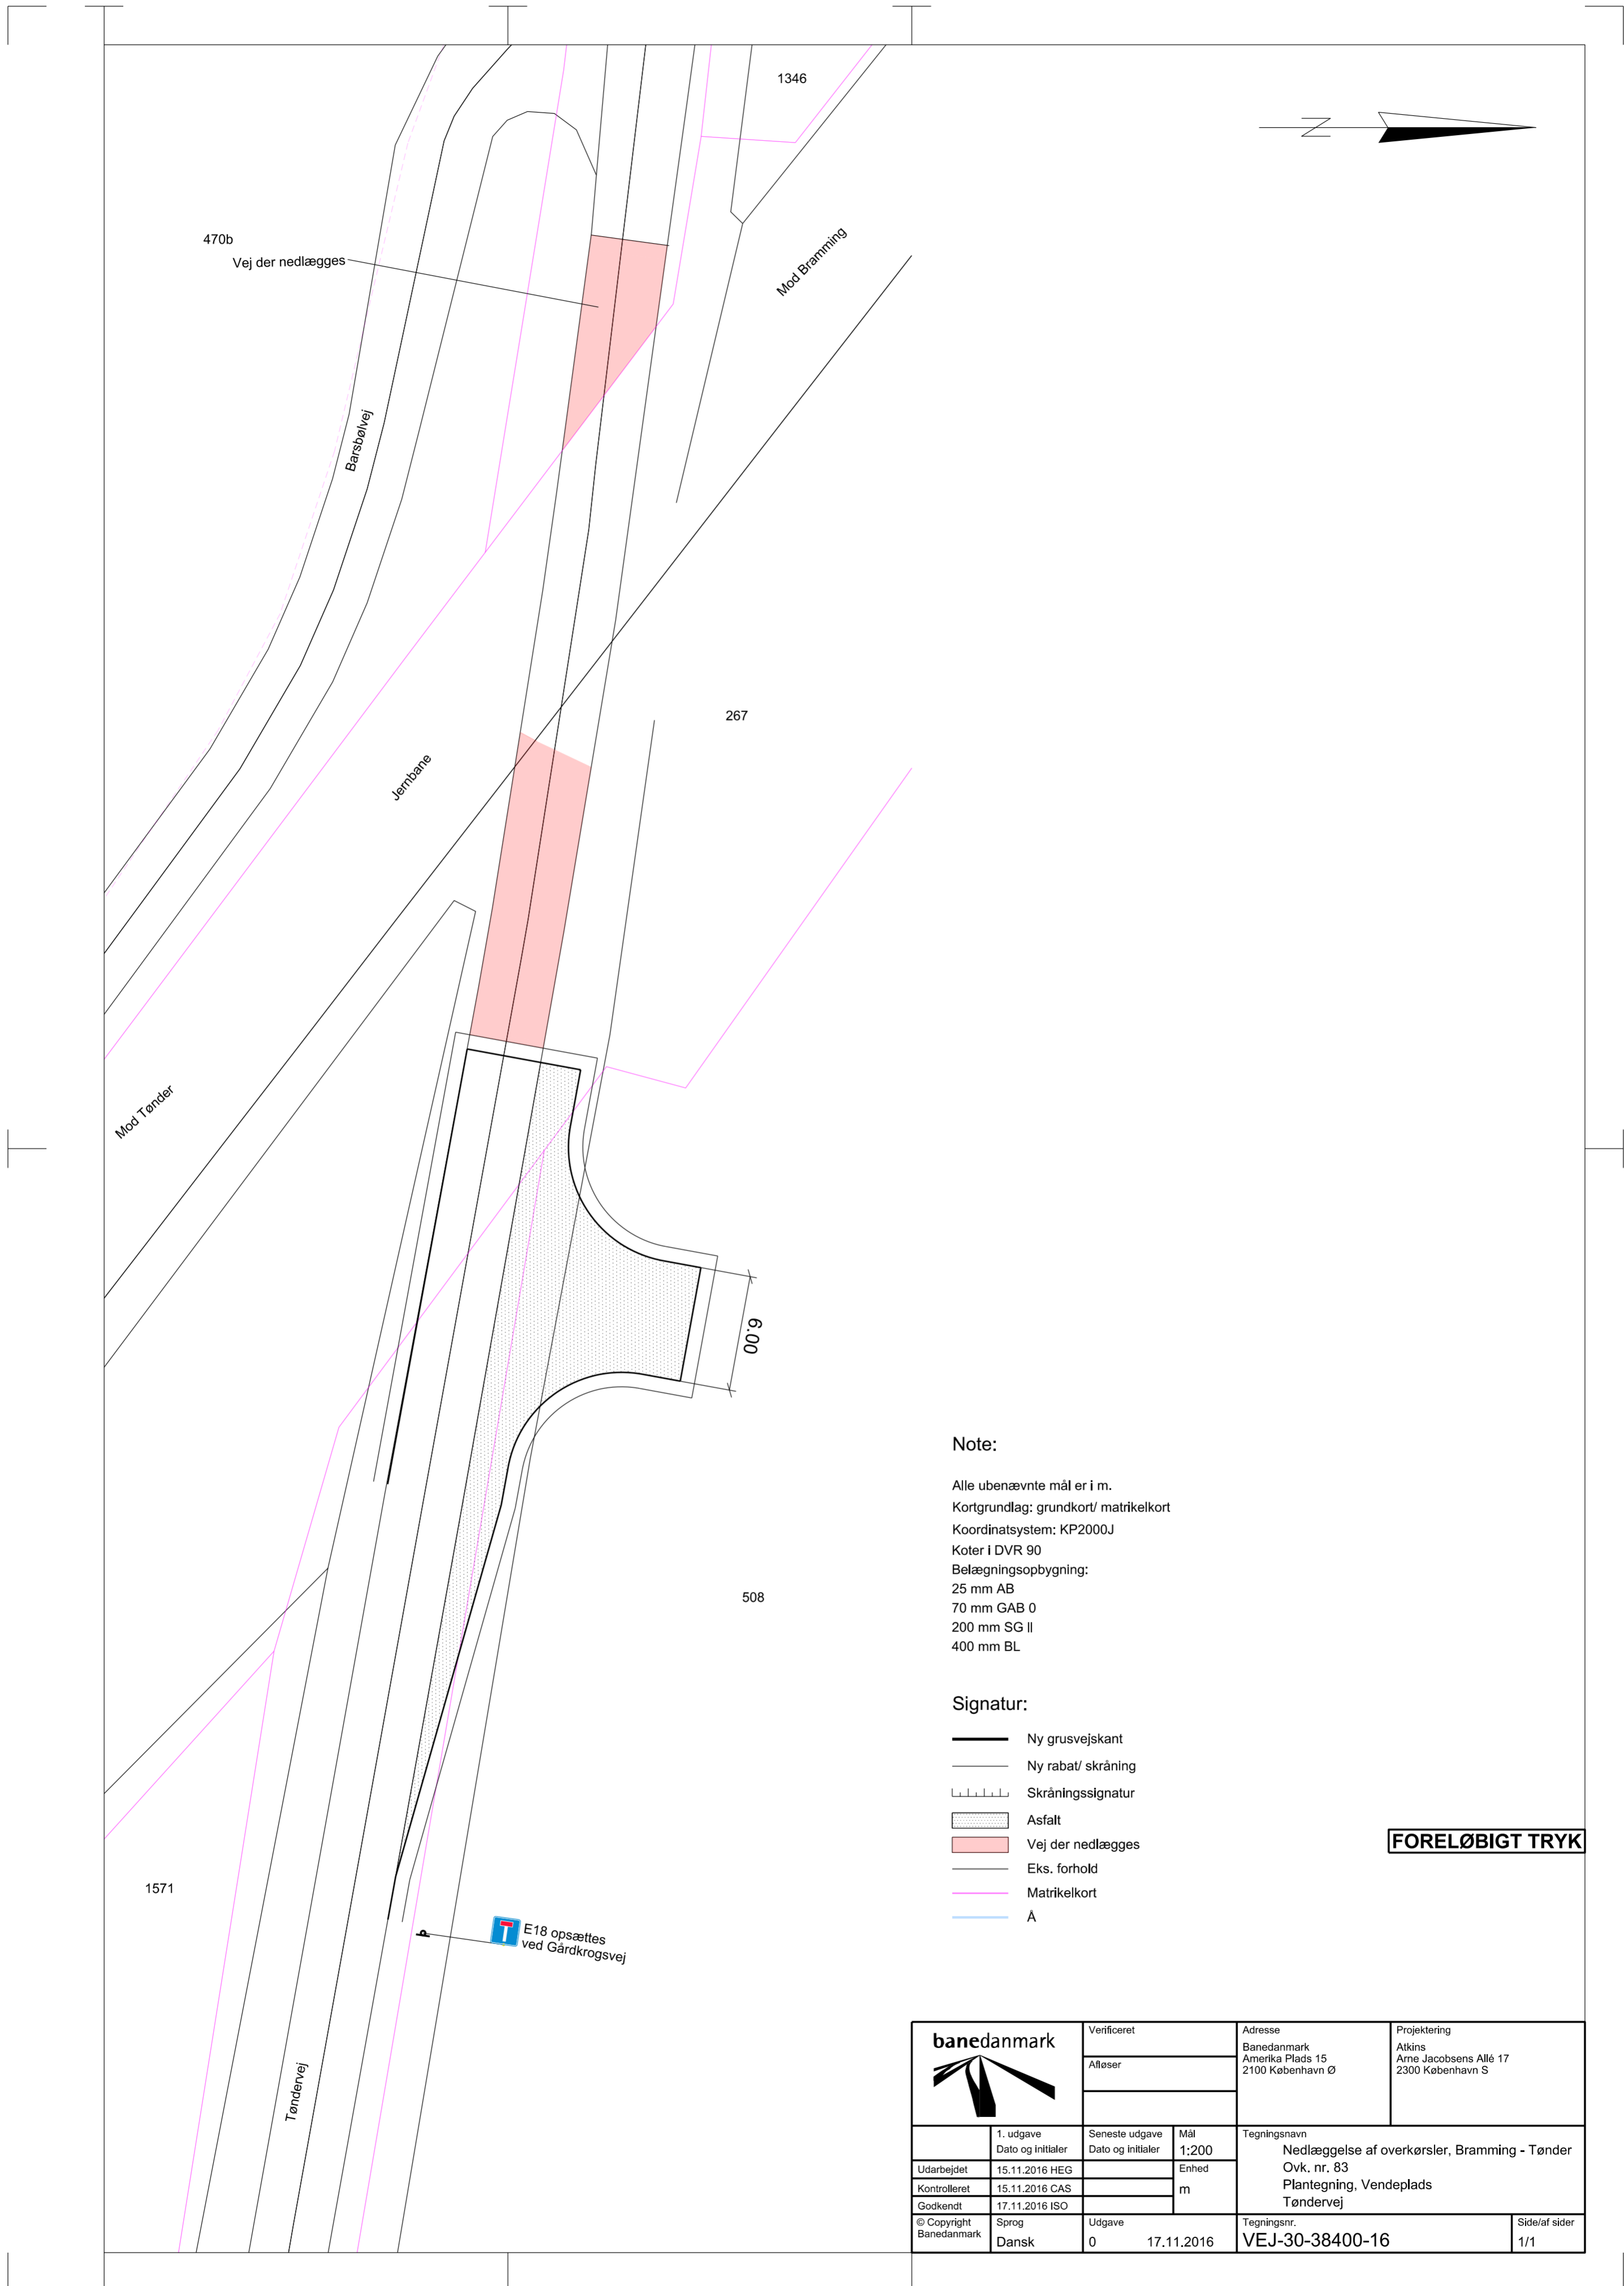 1346
N
470b
Vej der nedlægges
Mod Bramming
Barsbølvej
267
Jernbane
Mod Tønder
6.00
508
1571
E18 opsættes
ved Gårdkrogsvej
Tøndervej
Note:
Alle ubenævnte mål er i m.
Kortgrundlag: grundkort/ matrikelkort
Koordinatsystem: KP2000J
Koter i DVR 90
Belægningsopbygning:
25 mm AB
70 mm GAB 0
200 mm SG II
400 mm BL
Signatur:
Ny grusvejskant
Ny rabat/ skråning
Skråningssignatur
Asfalt
Vej der nedlægges
Eks. forhold
Matrikelkort
Å
FORELØBIGT TRYK
banedanmark
Verificeret
Afløser
Adresse
Banedanmark
Amerika Plads 15
2100 København Ø
Projektering
Atkins
Arne Jacobsens Allé 17
2300 København S
1. udgave
Dato og initialer
Seneste udgave
Dato og initialer
Mål
1:200
Tegningsnavn
Nedlæggelse af overkørsler, Bramming - Tønder
Ovk. nr. 83
Plantegning, Vendeplads
Tøndervej
Udarbejdet 15.11.2016 HEG
Enhed
m
Kontrolleret 15.11.2016 CAS
Godkendt 17.11.2016 ISO
© Copyright
Banedanmark
Sprog
Dansk
Udgave
0 17.11.2016
Tegningsnr.
VEJ-30-38400-16
Side/af sider
1/1